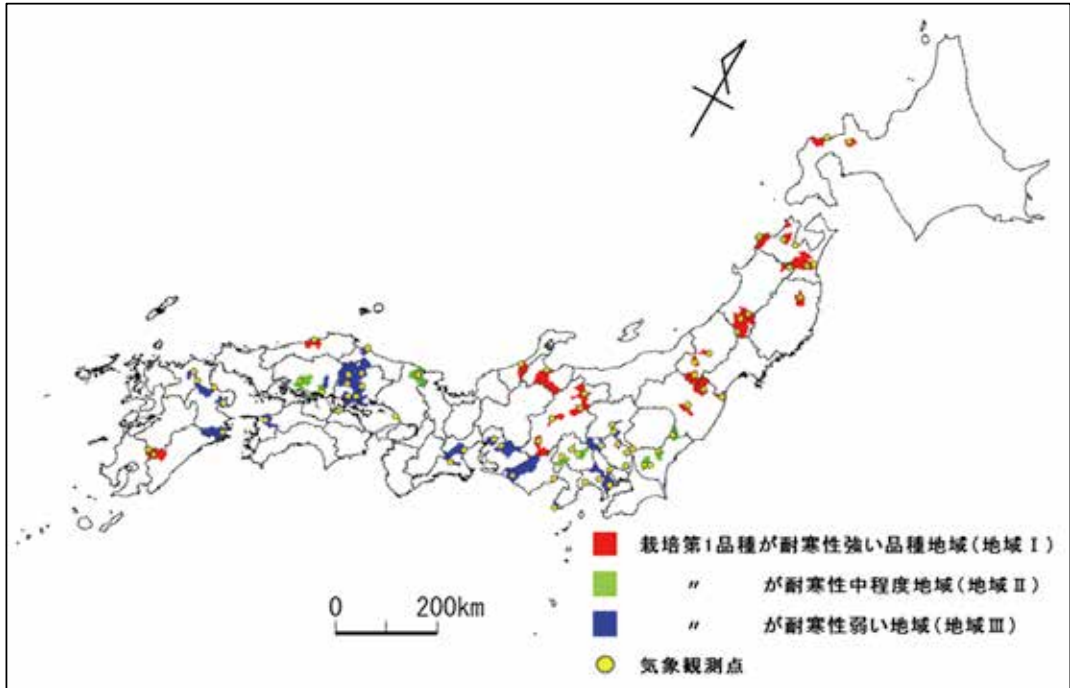 栽培第1品種が耐寒性強い品種地域(地域Ⅰ)
〃 が耐寒性中程度地域(地域Ⅱ)
〃 が耐寒性弱い地域(地域Ⅲ)
気象観測点
0 200km